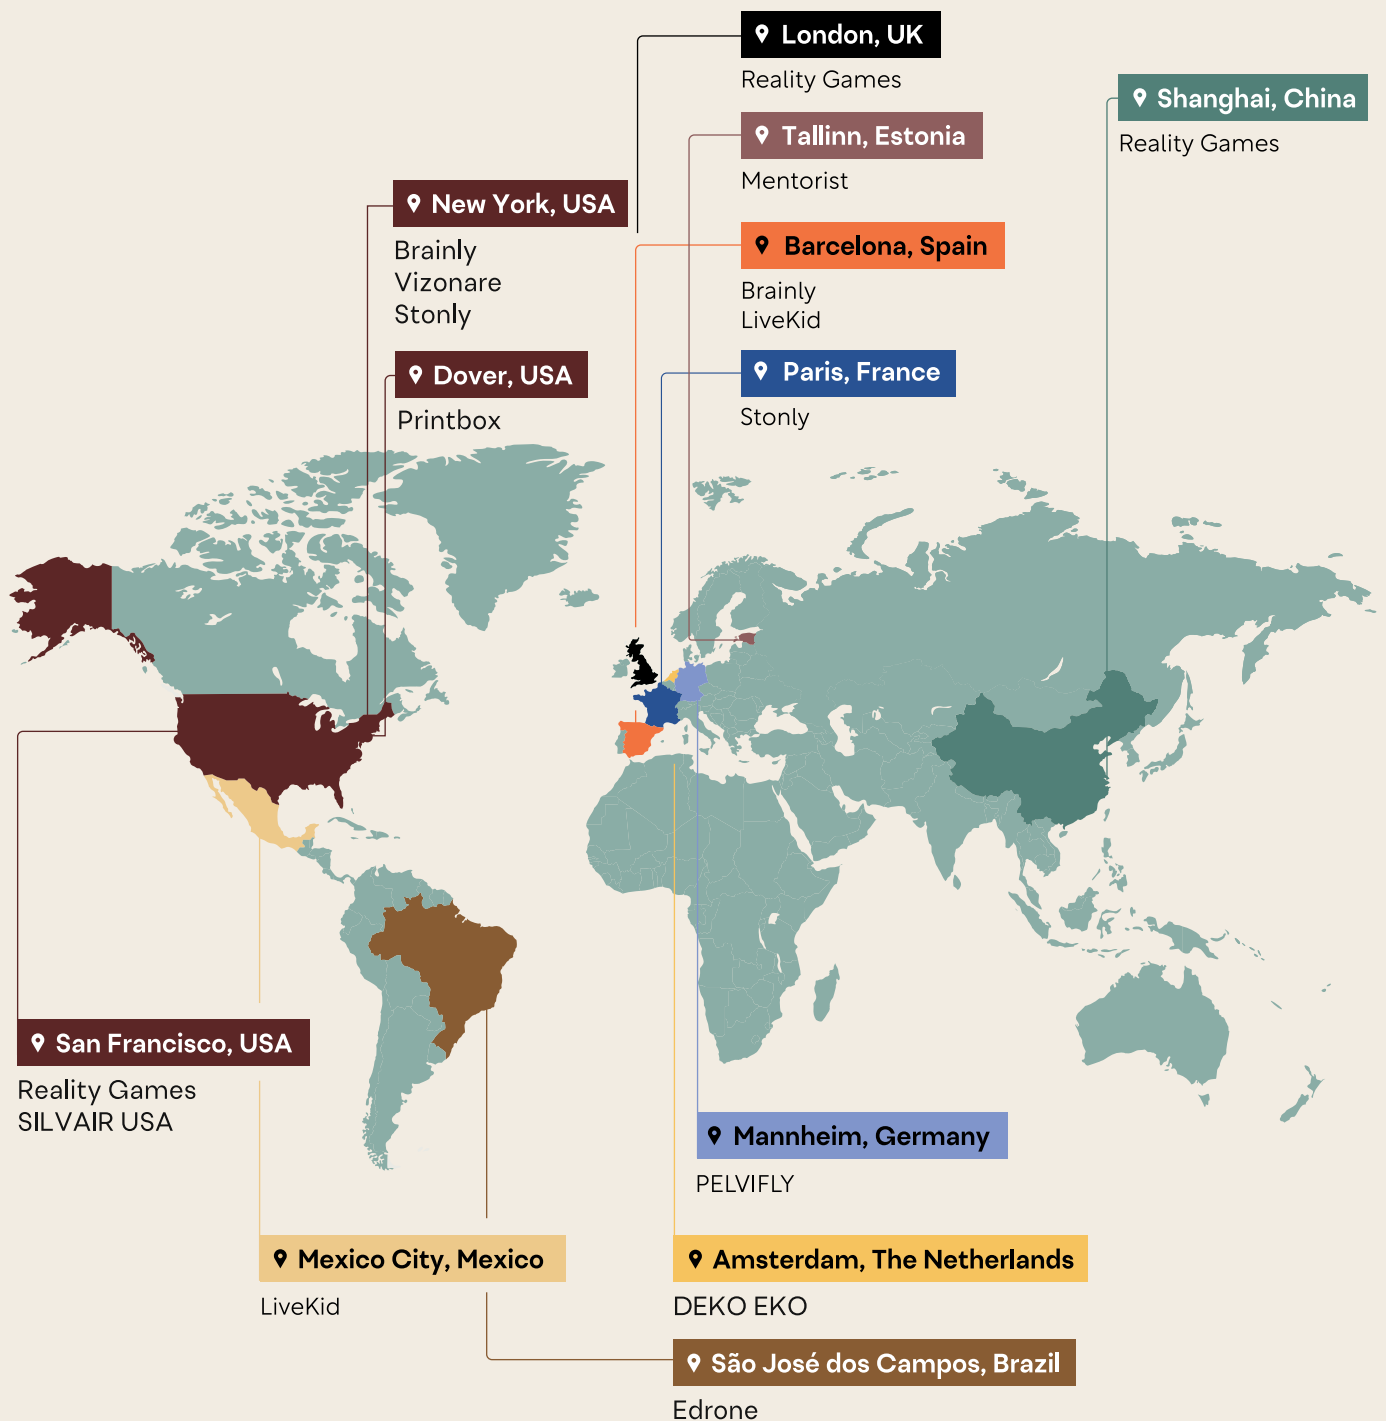 London, UK
Reality Games
Shanghai, China
Reality Games
Tallinn, Estonia
Mentorist
New York, USA
Brainly
Vizonare
Stonly
Barcelona, Spain
Brainly
LiveKid
Dover, USA
Printbox
Paris, France
Stonly
San Francisco, USA
Reality Games
SILVAIR USA
Mannheim, Germany
PELVIFLY
Mexico City, Mexico
LiveKid
Amsterdam, The Netherlands
DEKO EKO
São José dos Campos, Brazil
Edrone